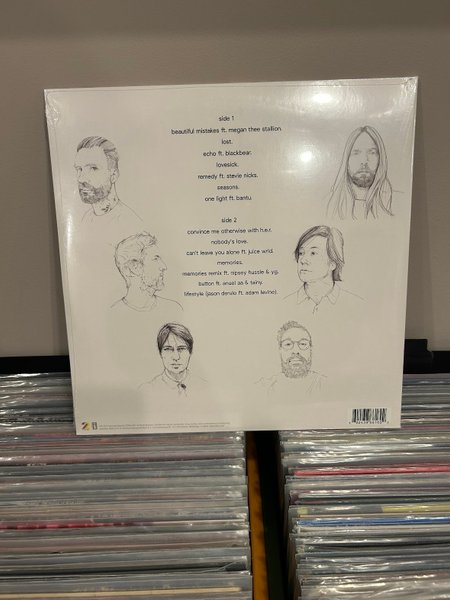 side 1
beautiful mistakes ft. megan thee stallion.
lost.
echo ft. blackbear.
lovesick.
remedy ft. stevie nicks.
seasons.
one light ft. bantu.
side 2
convince me otherwise with h.e.r.
nobody's love.
can't leave you alone ft. juice wrld.
memories.
memories remix ft. nipsey hussle & yg.
button ft. anuel aa & tainy.
lifestyle (jason derulo ft. adam levine).